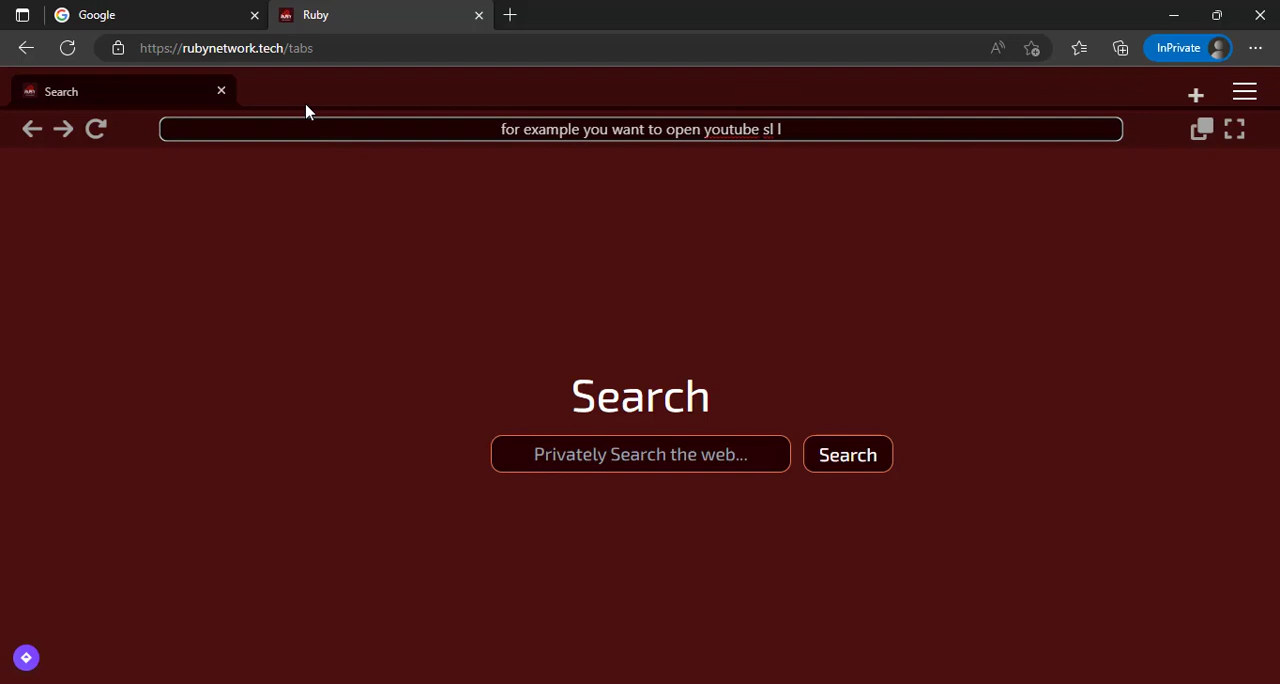 Google
Ruby
https://rubynetwork.tech/tabs
InPrivate
Search
for example you want to open youtube sl l
Search
Privately Search the web...
Search